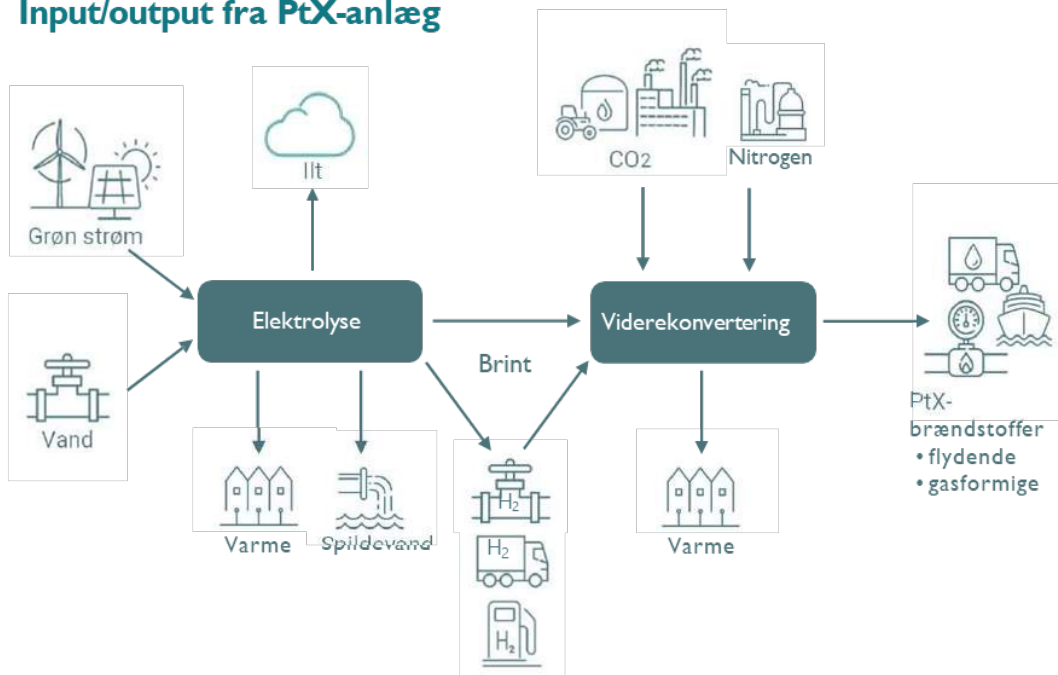 Input/output fra PtX-anlæg
Grøn strøm
Ilt
CO2
Nitrogen
Vand
Elektrolyse
Brint
Viderekonvertering
PtX-
brændstoffer
• flydende
• gasformige
Varme
Spildevand
H₂
H₂
H₂
Varme